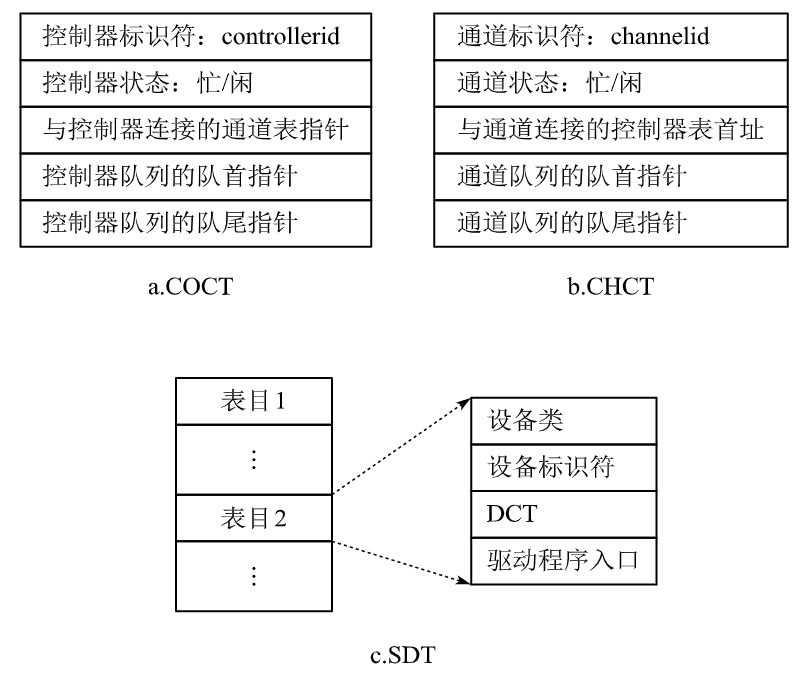 控制器标识符：controllerid
控制器状态：忙/闲
与控制器连接的通道表指针
控制器队列的队首指针
控制器队列的队尾指针
a.COCT
通道标识符：channelid
通道状态：忙/闲
与通道连接的控制器表首址
通道队列的队首指针
通道队列的队尾指针
b.CHCT
表目1
⋮
表目2
⋮
设备类
设备标识符
DCT
驱动程序入口
c.SDT